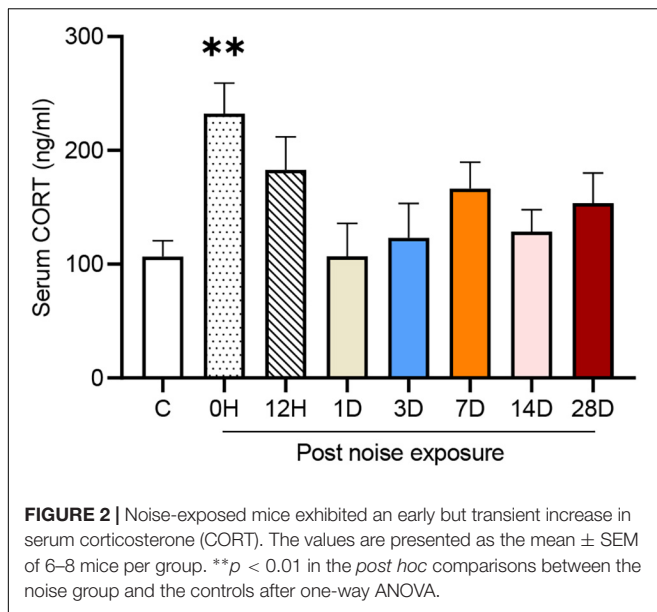 300
200
100
0
Serum CORT (ng/ml)
**
C 0H 12H 1D 3D 7D 14D 28D
Post noise exposure
FIGURE 2 | Noise-exposed mice exhibited an early but transient increase in
serum corticosterone (CORT). The values are presented as the mean ± SEM
of 6–8 mice per group. **p < 0.01 in the post hoc comparisons between the
noise group and the controls after one-way ANOVA.